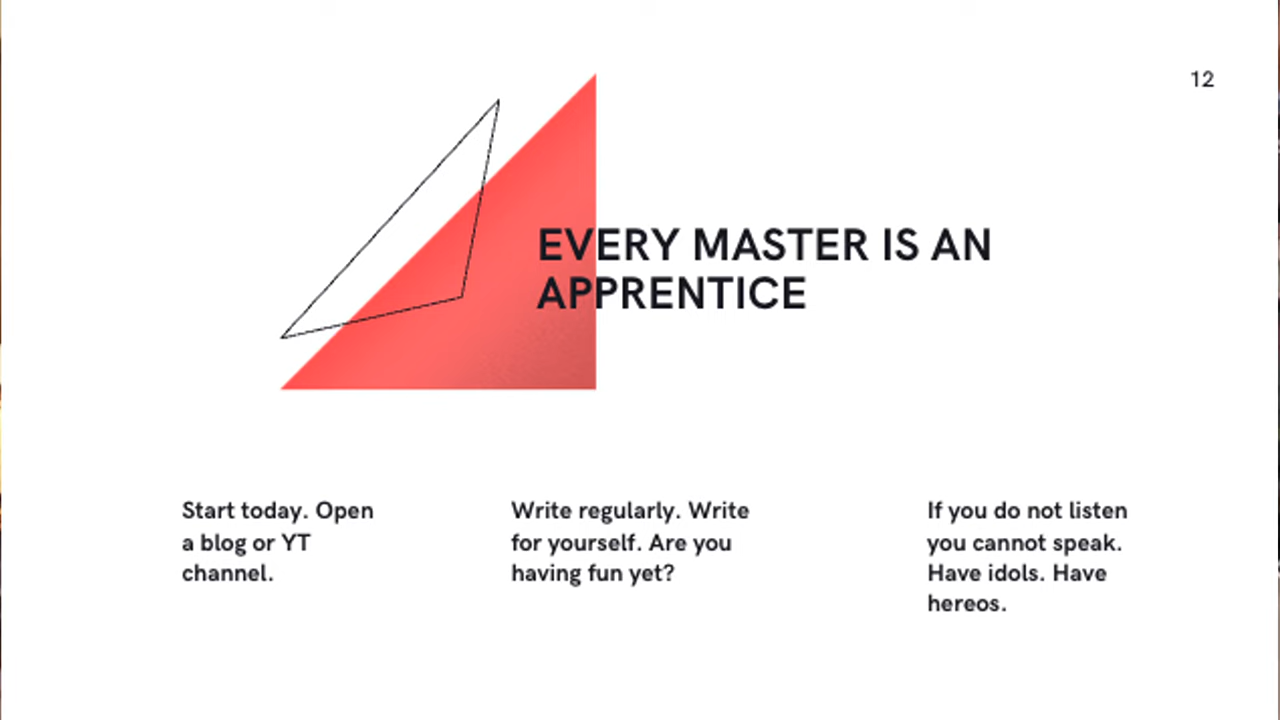 12
EVERY MASTER IS AN
APPRENTICE
Start today. Open
a blog or YT
channel.
Write regularly. Write
for yourself. Are you
having fun yet?
If you do not listen
you cannot speak.
Have idols. Have
hereos.